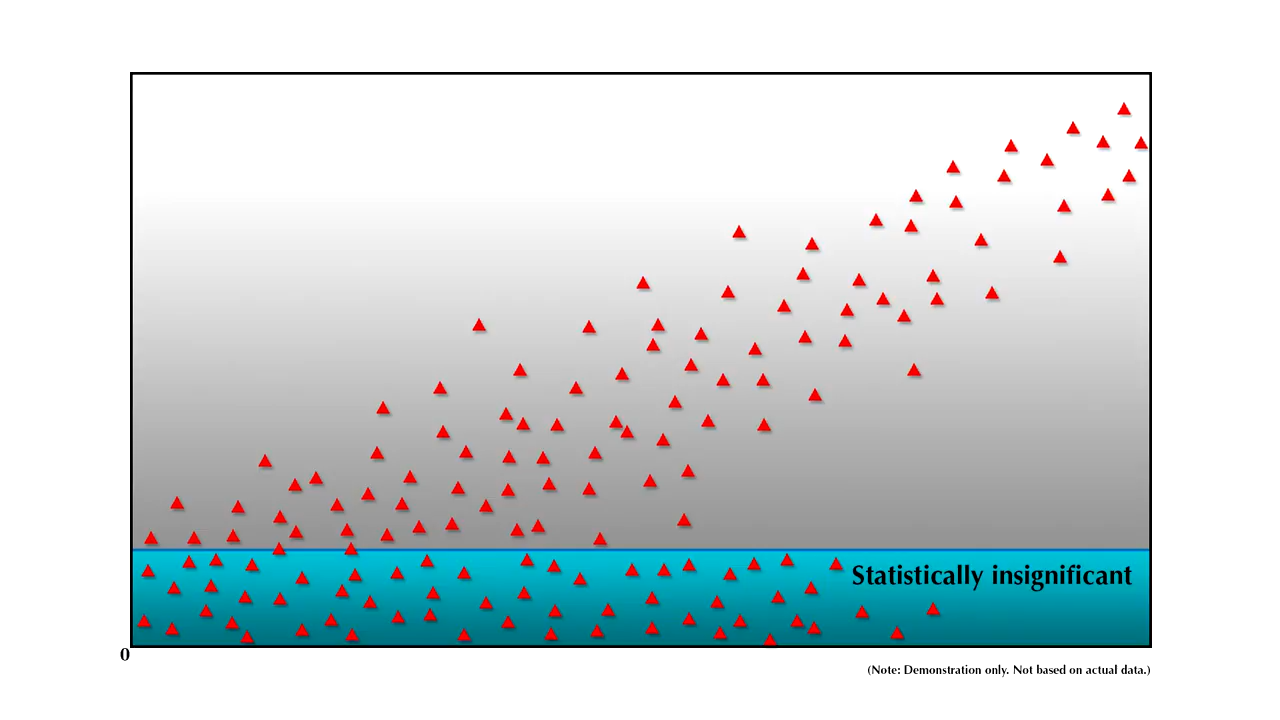 Statistically insignificant
0
(Note: Demonstration only. Not based on actual data.)